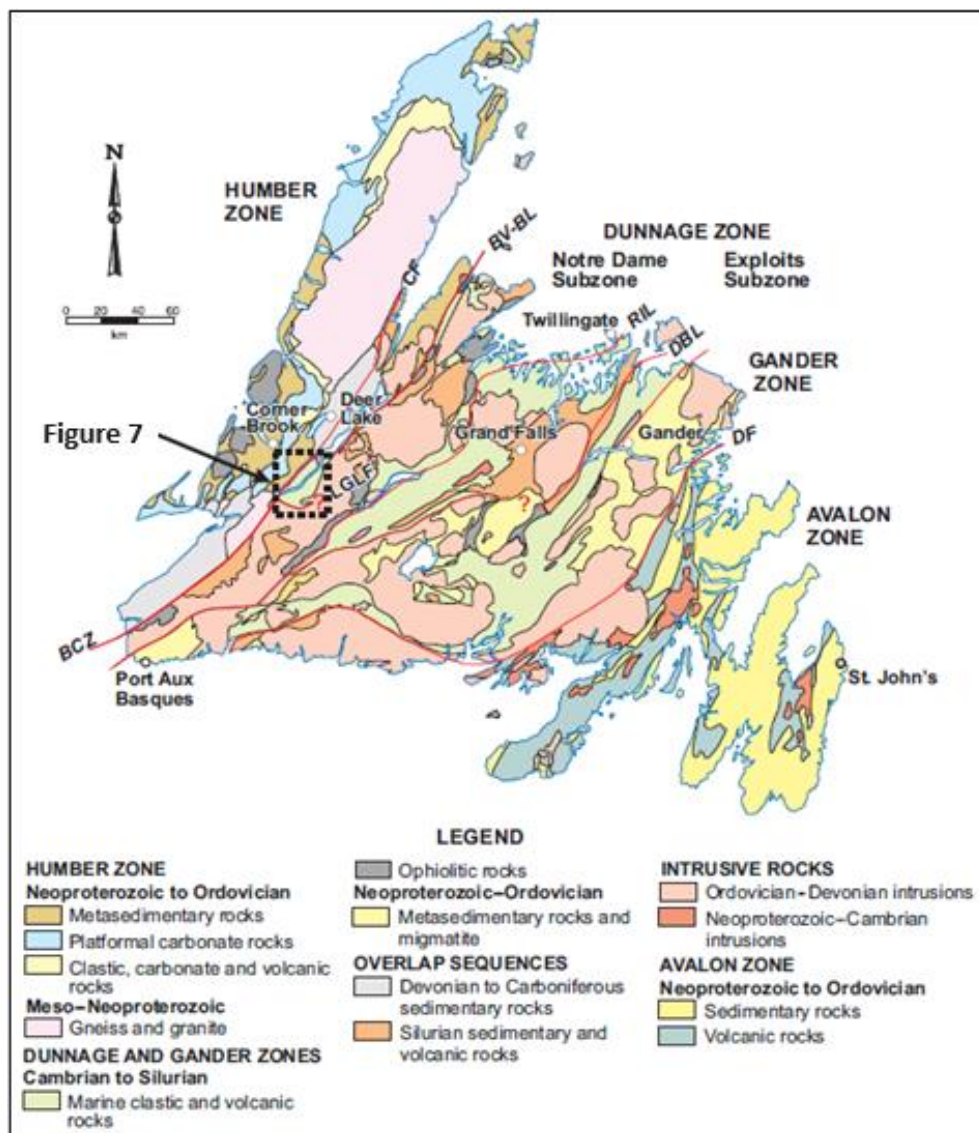 N
0 20 40 60
km
HUMBER
ZONE
CF
BV-BL
DUNNAGE ZONE
Notre Dame
Subzone
Exploits
Subzone
Twillingate
RIL
DBL
GANDER
ZONE
Corner
Brook
Deer
Lake
Figure 7
Grand Falls
Gander
DF
?
LGLF
?
AVALON
ZONE
BCZ
Port Aux
Basques
St. John's
LEGEND
HUMBER ZONE
Neoproterozoic to Ordovician
Metasedimentary rocks
Platformal carbonate rocks
Clastic, carbonate and volcanic
rocks
Meso-Neoproterozoic
Gneiss and granite
DUNNAGE AND GANDER ZONES
Cambrian to Silurian
Marine clastic and volcanic
rocks
Ophiolitic rocks
Neoproterozoic-Ordovician
Metasedimentary rocks and
migmatite
OVERLAP SEQUENCES
Devonian to Carboniferous
sedimentary rocks
Silurian sedimentary and
volcanic rocks
INTRUSIVE ROCKS
Ordovician-Devonian intrusions
Neoproterozoic-Cambrian
intrusions
AVALON ZONE
Neoproterozoic to Ordovician
Sedimentary rocks
Volcanic rocks